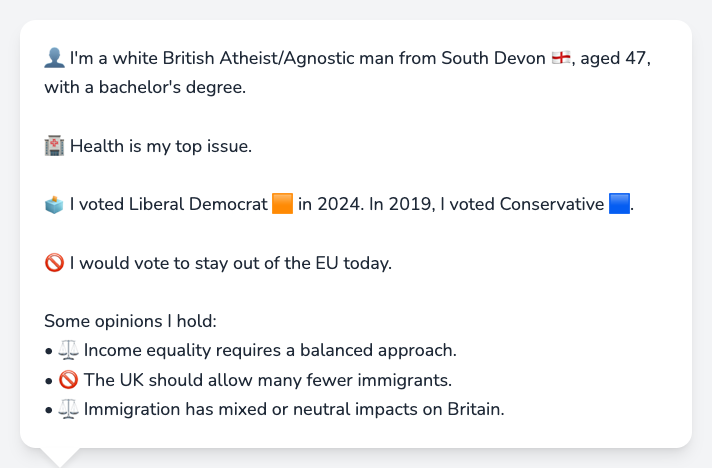 👤 I'm a white British Atheist/Agnostic man from South Devon 🏴󠁧󠁢󠁥󠁮󠁧󠁿, aged 47,
with a bachelor's degree.
🏥 Health is my top issue.
🗳️ I voted Liberal Democrat 🟧 in 2024. In 2019, I voted Conservative 🟦.
🚫 I would vote to stay out of the EU today.
Some opinions I hold:
• ⚖️ Income equality requires a balanced approach.
• 🚫 The UK should allow many fewer immigrants.
• ⚖️ Immigration has mixed or neutral impacts on Britain.